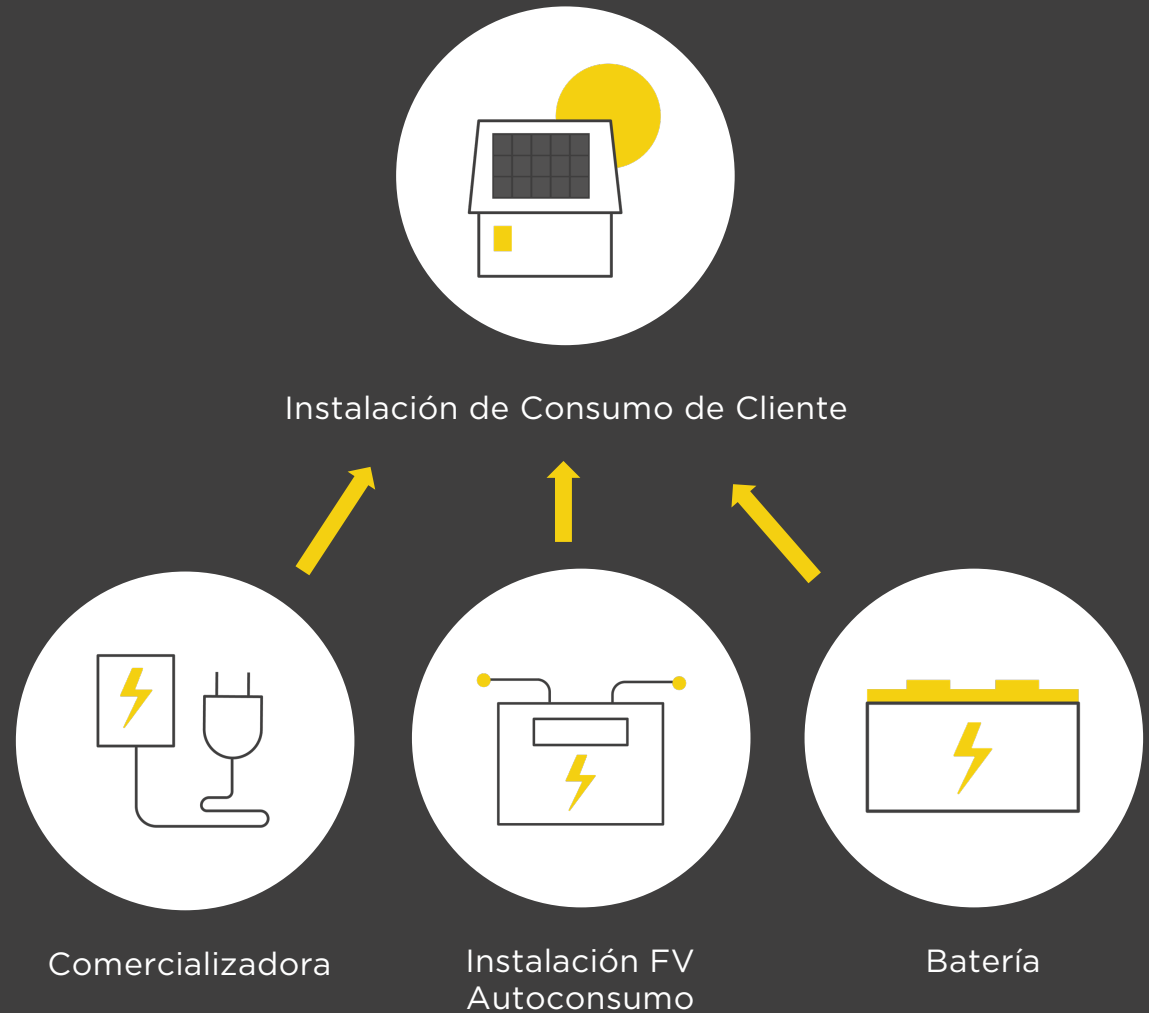 Instalación de Consumo de Cliente
Comercializadora
Instalación FV
Autoconsumo
Batería